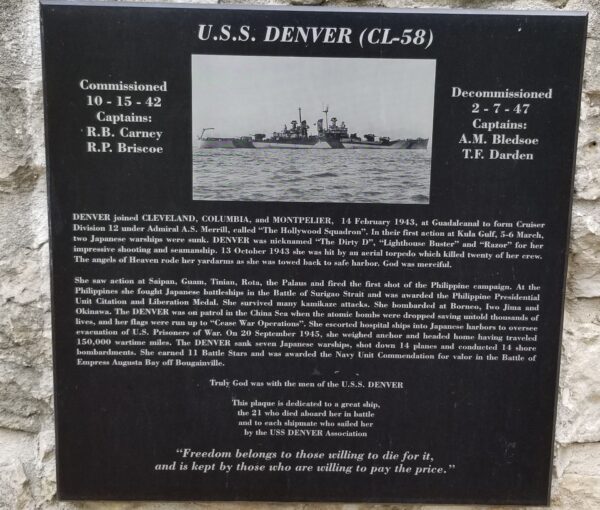 U.S.S. DENVER (CL-58)
Commissioned
10 - 15 - 42
Captains:
R.B. Carney
R.P. Briscoe
Decommissioned
2 - 7 - 47
Captains:
A.M. Bledsoe
T.F. Darden
DENVER joined CLEVELAND, COLUMBIA, and MONTPELIER, 14 February 1943, at Guadalcanal to form Cruiser
Division 12 under Admiral A.S. Merrill, called "The Hollywood Squadron", In their first action at Kula Gulf, 5-6 March,
two Japanese warships were sunk. DENVER was nicknamed "The Dirty D", "Lighthouse Buster" and "Razor" for her
impressive shooting and seamanship. 13 October 1943 she was hit by an aerial torpedo which killed twenty of her crew.
The angels of Heaven rode her yardarms as she was towed back to safe harbor. God was merciful.
She saw action at Saipan, Guam, Tinian, Rota, the Palaus and fired the first shot of the Philippine campaign. At the
Philippines she fought Japanese battleships in the Battle of Surigao Strait and was awarded the Philippine Presidential
Unit Citation and Liberation Medal. She survived many kamikaze attacks. She bombarded at Borneo, Iwo Jima and
Okinawa. The DENVER was on patrol in the China Sea when the atomic bombs were dropped saving untold thousands of
lives, and her flags were run up to "Cease War Operations". She escorted hospital ships into Japanese harbors to oversee
evacuation of U.S. Prisoners of War. On 20 September 1945, she weighed anchor and headed home having traveled
150,000 wartime miles. The DENVER sank seven Japanese warships, shot down 14 planes and conducted 14 shore
bombardments. She earned 11 Battle Stars and was awarded the Navy Unit Commendation for valor in the Battle of
Empress Angusta Bay off Bougainville.
Truly God was with the men of the U.S.S. DENVER
This plaque is dedicated to a great ship,
the 21 who died aboard her in battle
and to each shipmate who sailed her
by the USS DENVER Association
"Freedom belongs to those willing to die for it,
and is kept by those who are willing to pay the price."